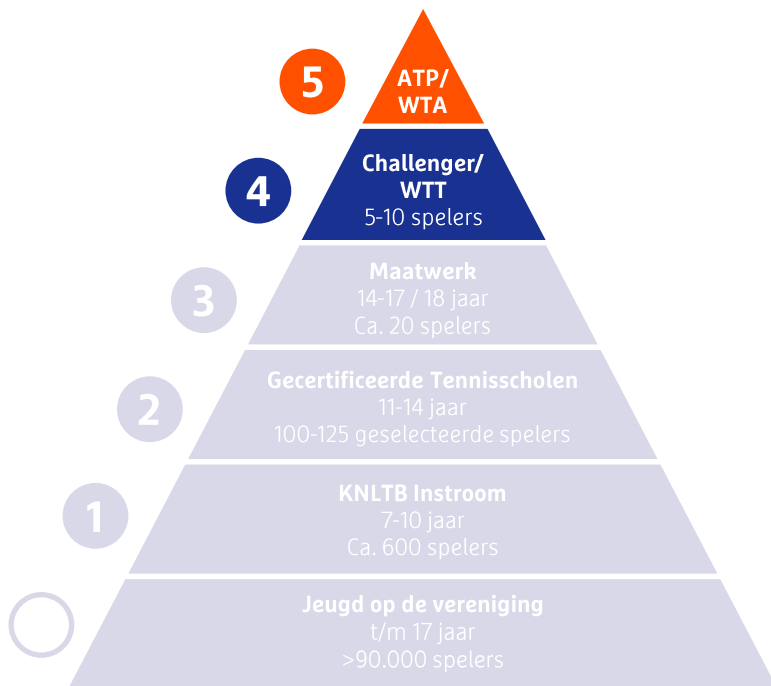 5
ATP/
WTA
4
Challenger/
WTT
5-10 spelers
3
Maatwerk
14-17 / 18 jaar
Ca. 20 spelers
2
Gecertificeerde Tennisscholen
11-14 jaar
100-125 geselecteerde spelers
1
KNLTB Instroom
7-10 jaar
Ca. 600 spelers
Jeugd op de vereniging
t/m 17 jaar
>90.000 spelers